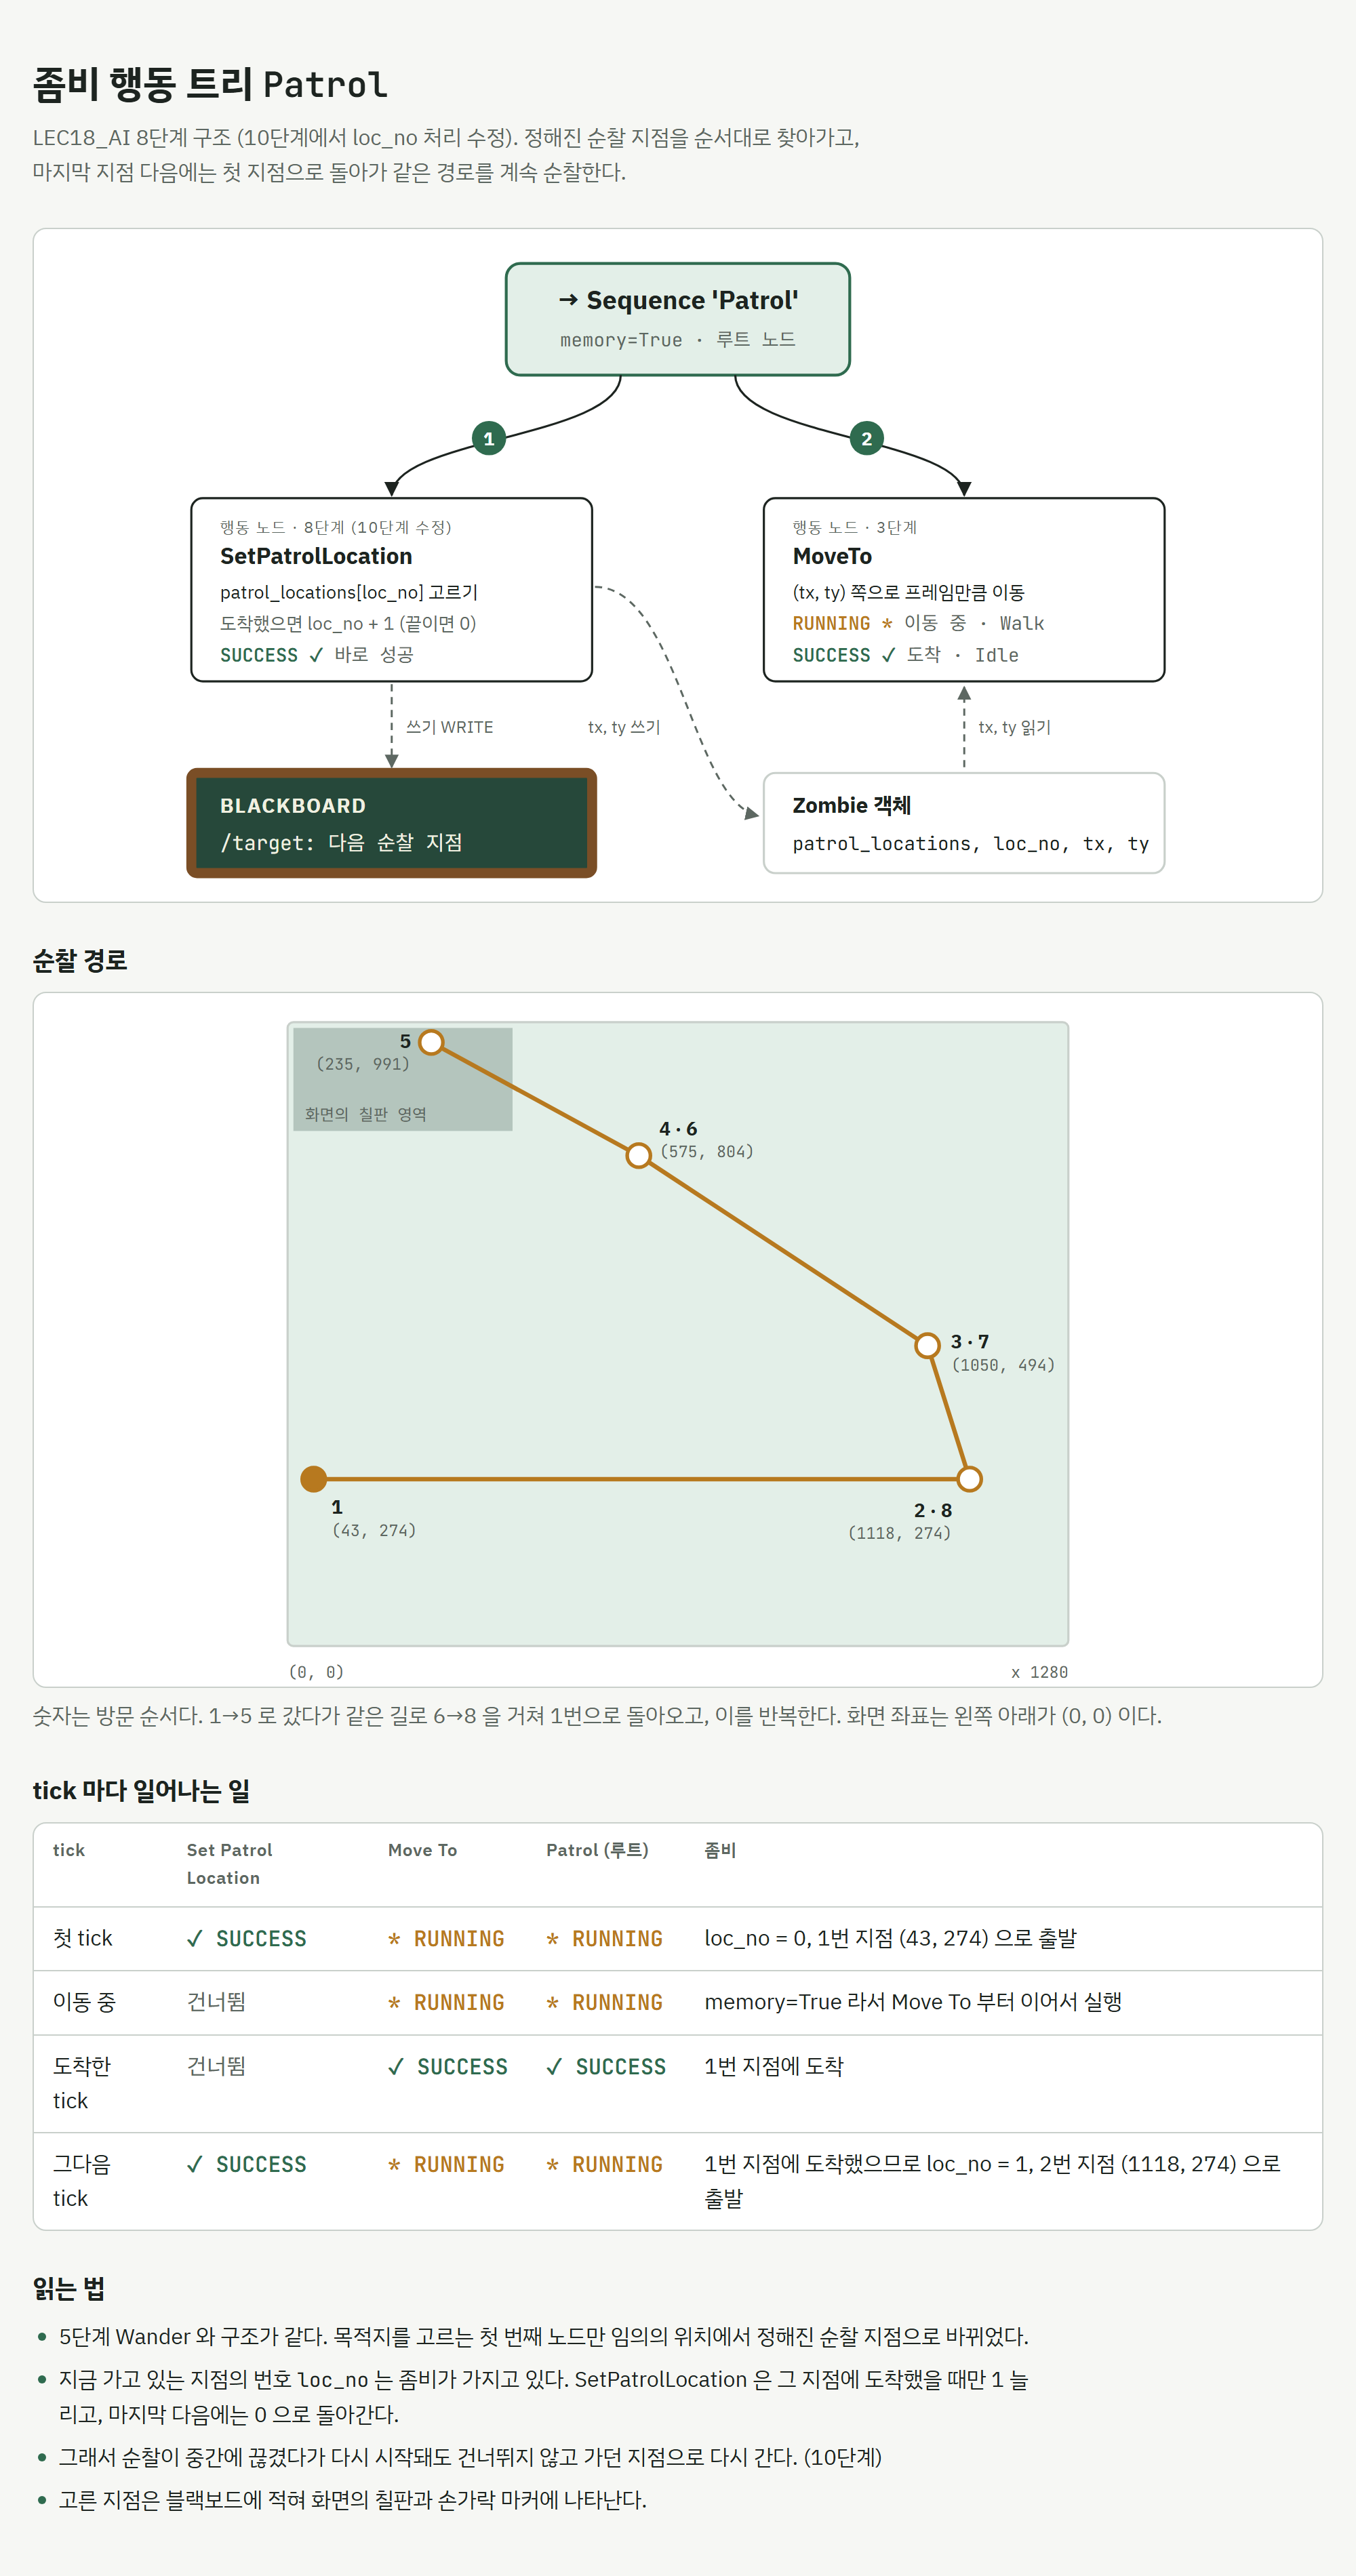 좀비 행동 트리 Patrol
LEC18_AI 8단계 구조 (10단계에서 loc_no 처리 수정). 정해진 순찰 지점을 순서대로 찾아가고,
마지막 지점 다음에는 첫 지점으로 돌아가 같은 경로를 계속 순찰한다.
→ Sequence 'Patrol'
memory=True · 루트 노드
1
2
행동 노드 · 8단계 (10단계 수정)
SetPatrolLocation
patrol_locations[loc_no] 고르기
도착했으면 loc_no + 1 (끝이면 0)
SUCCESS ✓ 바로 성공
행동 노드 · 3단계
MoveTo
(tx, ty) 쪽으로 프레임만큼 이동
RUNNING * 이동 중 · Walk
SUCCESS ✓ 도착 · Idle
쓰기 WRITE
tx, ty 쓰기
tx, ty 읽기
BLACKBOARD
/target: 다음 순찰 지점
Zombie 객체
patrol_locations, loc_no, tx, ty
순찰 경로
5
(235, 991)
화면의 칠판 영역
4·6
(575, 804)
3·7
(1050, 494)
1
(43, 274)
2·8
(1118, 274)
(0, 0)
x 1280
숫자는 방문 순서다. 1→5 로 갔다가 같은 길로 6→8 을 거쳐 1번으로 돌아오고, 이를 반복한다. 화면 좌표는 왼쪽 아래가 (0, 0) 이다.
tick 마다 일어나는 일
tick
Set Patrol
Location
Move To
Patrol (루트)
좀비
첫 tick
✓ SUCCESS
* RUNNING
* RUNNING
loc_no = 0, 1번 지점 (43, 274) 으로 출발
이동 중
건너뜀
* RUNNING
* RUNNING
memory=True 라서 Move To 부터 이어서 실행
도착한
tick
건너뜀
✓ SUCCESS
✓ SUCCESS
1번 지점에 도착
그다음
tick
✓ SUCCESS
* RUNNING
* RUNNING
1번 지점에 도착했으므로 loc_no = 1, 2번 지점 (1118, 274) 으로
출발
읽는 법
• 5단계 Wander 와 구조가 같다. 목적지를 고르는 첫 번째 노드만 임의의 위치에서 정해진 순찰 지점으로 바뀌었다.
• 지금 가고 있는 지점의 번호 loc_no 는 좀비가 가지고 있다. SetPatrolLocation 은 그 지점에 도착했을 때만 1 늘
리고, 마지막 다음에는 0 으로 돌아간다.
• 그래서 순찰이 중간에 끊겼다가 다시 시작돼도 건너뛰지 않고 가던 지점으로 다시 간다. (10단계)
• 고른 지점은 블랙보드에 적혀 화면의 칠판과 손가락 마커에 나타난다.